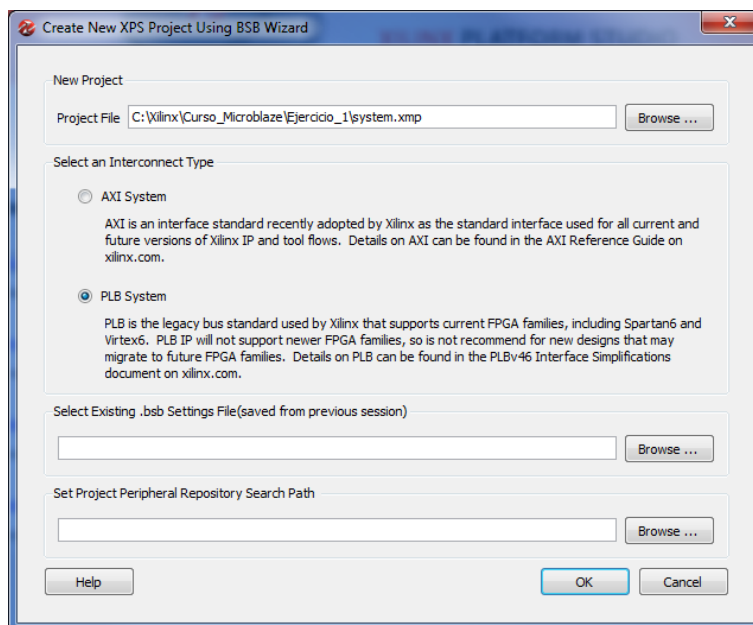 Create New XPS Project Using BSB Wizard
XILINX PLATFORM STUDIO
New Project
Project File C:\Xilinx\Curso_Microblaze\Ejercicio_1\system.xmp Browse ...
Select an Interconnect Type
AXI System
AXI is an interface standard recently adopted by Xilinx as the standard interface used for all current and
future versions of Xilinx IP and tool flows. Details on AXI can be found in the AXI Reference Guide on
xilinx.com.
PLB System
PLB is the legacy bus standard used by Xilinx that supports current FPGA families, including Spartan6 and
Virtex6. PLB IP will not support newer FPGA families, so is not recommend for new designs that may
migrate to future FPGA families. Details on PLB can be found in the PLBv46 Interface Simplifications
document on xilinx.com.
Select Existing .bsb Settings File(saved from previous session)
Browse ...
Set Project Peripheral Repository Search Path
Browse ...
Help OK Cancel